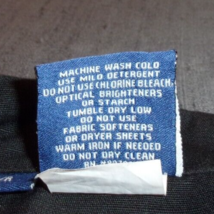 MACHINE WASH COLD
USE MILD DETERGENT
DO NOT USE CHLORINE BLEACH,
OPTICAL BRIGHTENERS
OR STARCH
TUMBLE DRY LOW
DO NOT USE
FABRIC SOFTENERS
OR DRYER SHEETS
WARM IRON IF NEEDED
DO NOT DRY CLEAN